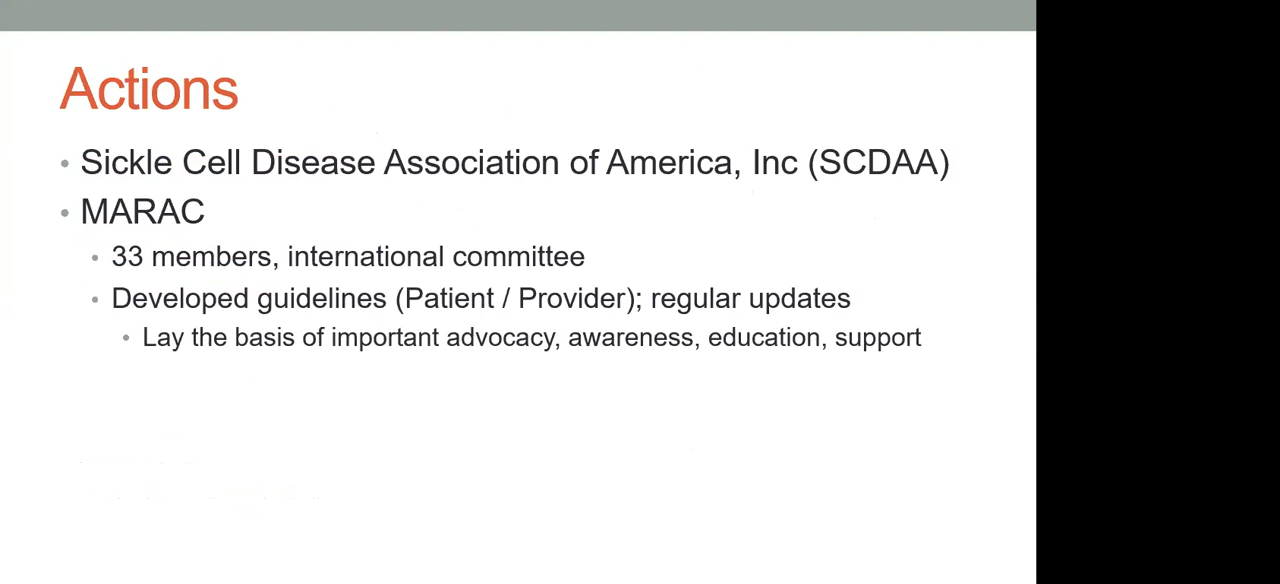 Actions
• Sickle Cell Disease Association of America, Inc (SCDAA)
• MARAC
• 33 members, international committee
• Developed guidelines (Patient / Provider); regular updates
• Lay the basis of important advocacy, awareness, education, support